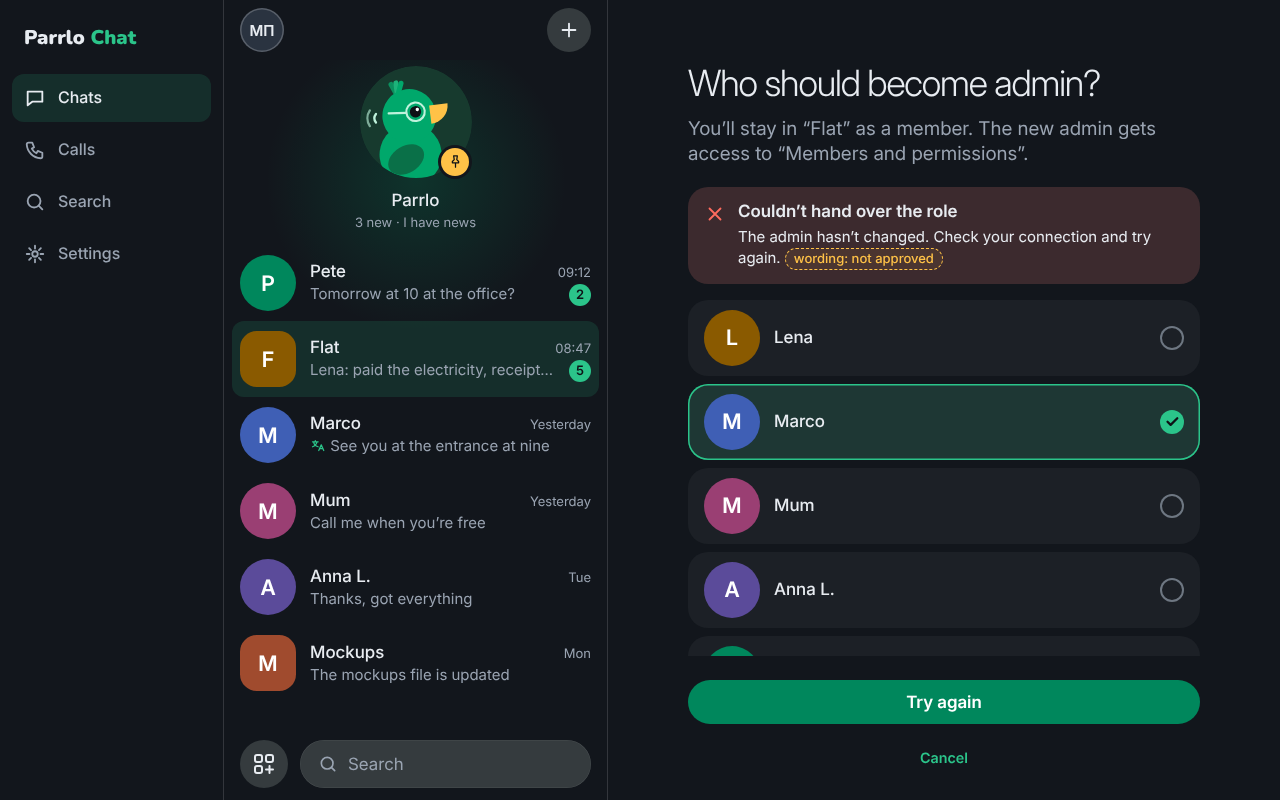 Parrlo Chat
Chats
Calls
Search
Settings
МП
Parrlo
3 new · I have news
P
Pete
09:12
Tomorrow at 10 at the office?
2
F
Flat
08:47
Lena: paid the electricity, receipt…
5
M
Marco
Yesterday
See you at the entrance at nine
M
Mum
Yesterday
Call me when you’re free
A
Anna L.
Tue
Thanks, got everything
M
Mockups
Mon
The mockups file is updated
Search
Who should become admin?
You’ll stay in “Flat” as a member. The new admin gets
access to “Members and permissions”.
Couldn’t hand over the role
The admin hasn’t changed. Check your connection and try
again. wording: not approved
L
Lena
M
Marco
M
Mum
A
Anna L.
Try again
Cancel